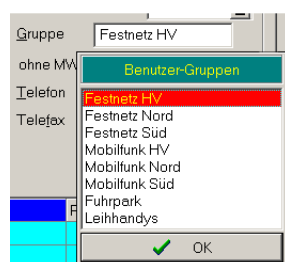 Gruppe Festnetz HV
ohne MW
Benutzer-Gruppen
Telefon
Telefax
Festnetz HV
Festnetz Nord
Festnetz Süd
Mobilfunk HV
Mobilfunk Nord
Mobilfunk Süd
Fuhrpark
Leihhandys
OK